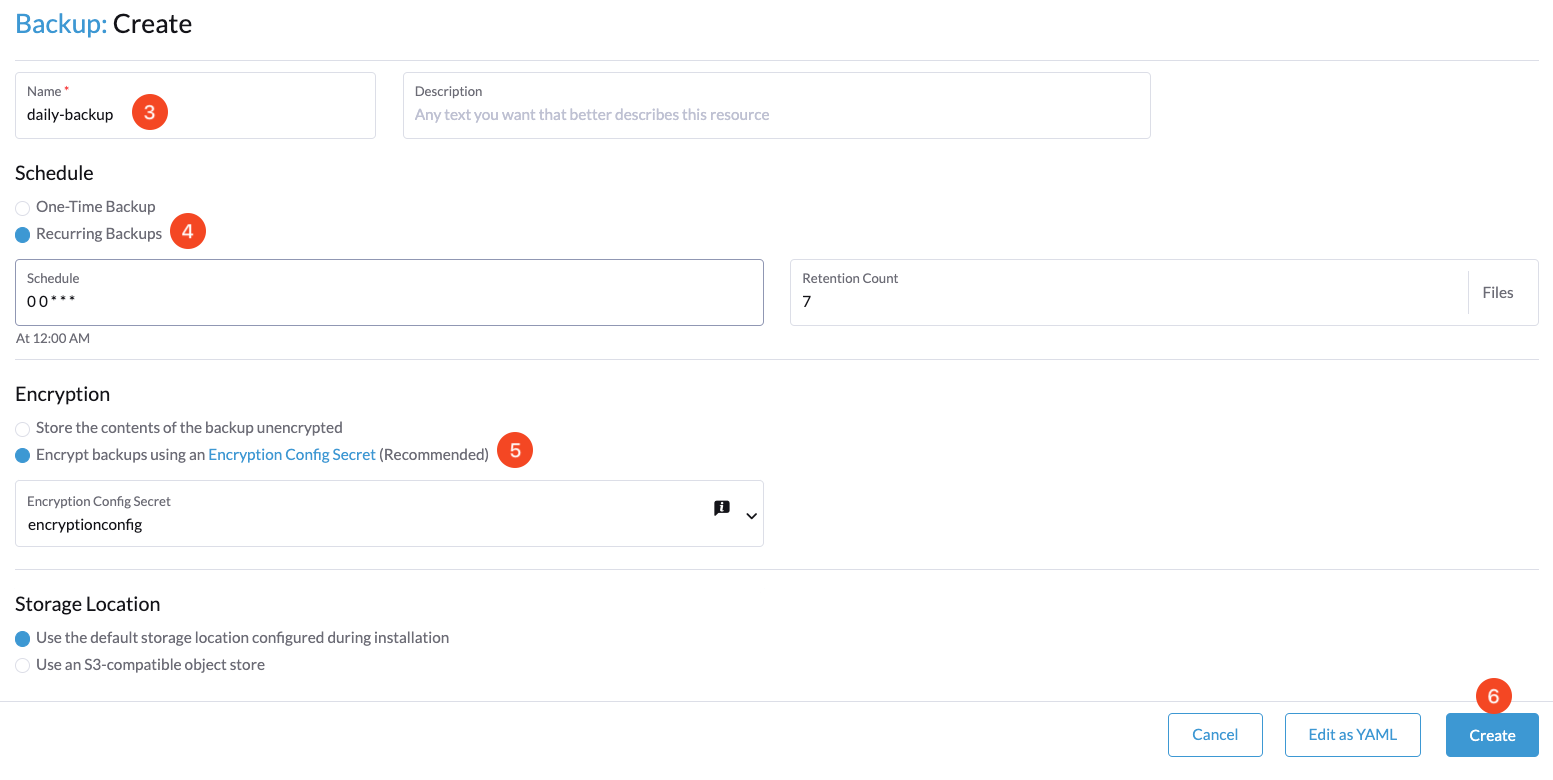 Backup: Create
Name *
daily-backup
3
Description
Any text you want that better describes this resource
Schedule
One-Time Backup
Recurring Backups
4
Schedule
0 0 * * *
At 12:00 AM
Retention Count
7
Files
Encryption
Store the contents of the backup unencrypted
Encrypt backups using an Encryption Config Secret (Recommended)
5
Encryption Config Secret
encryptionconfig
Storage Location
Use the default storage location configured during installation
Use an S3-compatible object store
6
Cancel
Edit as YAML
Create